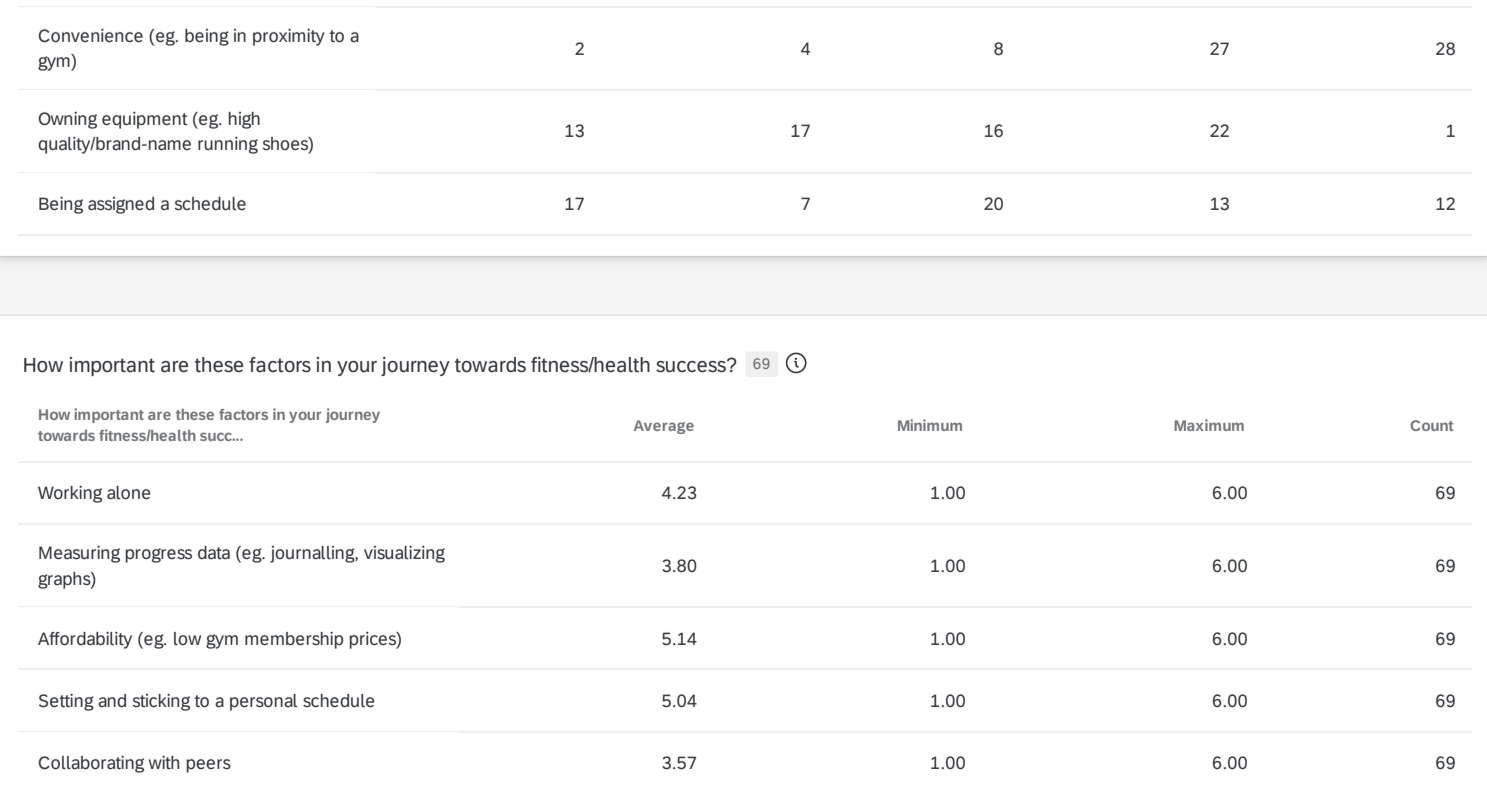 Convenience (eg. being in proximity to a
gym) 2 4 8 27 28
Owning equipment (eg. high
quality/brand-name running shoes) 13 17 16 22 1
Being assigned a schedule 17 7 20 13 12
How important are these factors in your journey towards fitness/health success? 69
How important are these factors in your journey
towards fitness/health succ... Average Minimum Maximum Count
Working alone 4.23 1.00 6.00 69
Measuring progress data (eg. journalling, visualizing
graphs) 3.80 1.00 6.00 69
Affordability (eg. low gym membership prices) 5.14 1.00 6.00 69
Setting and sticking to a personal schedule 5.04 1.00 6.00 69
Collaborating with peers 3.57 1.00 6.00 69